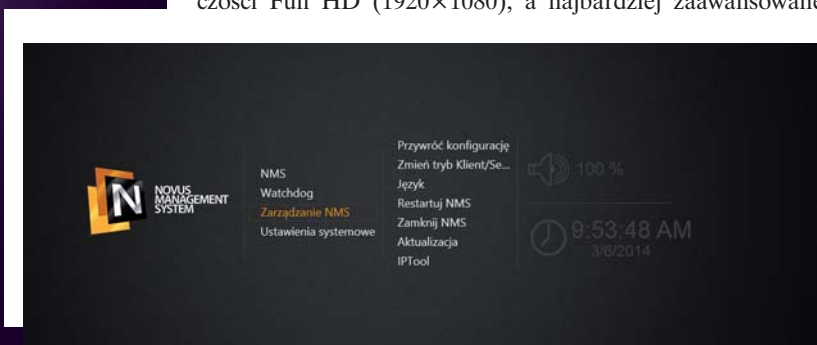 czości Full HD (1920×1080), a najbardziej zaawansowane
NOVUS
MANAGEMENT
SYSTEM
NMS
Watchdog
Zarządzanie NMS
Ustawienia systemowe
Przywróć konfigurację
Zmień tryb Klient/Se...
Język
Restartuj NMS
Zamknij NMS
Aktualizacja
IPTool
100 %
9:53:48 AM
3/6/2014